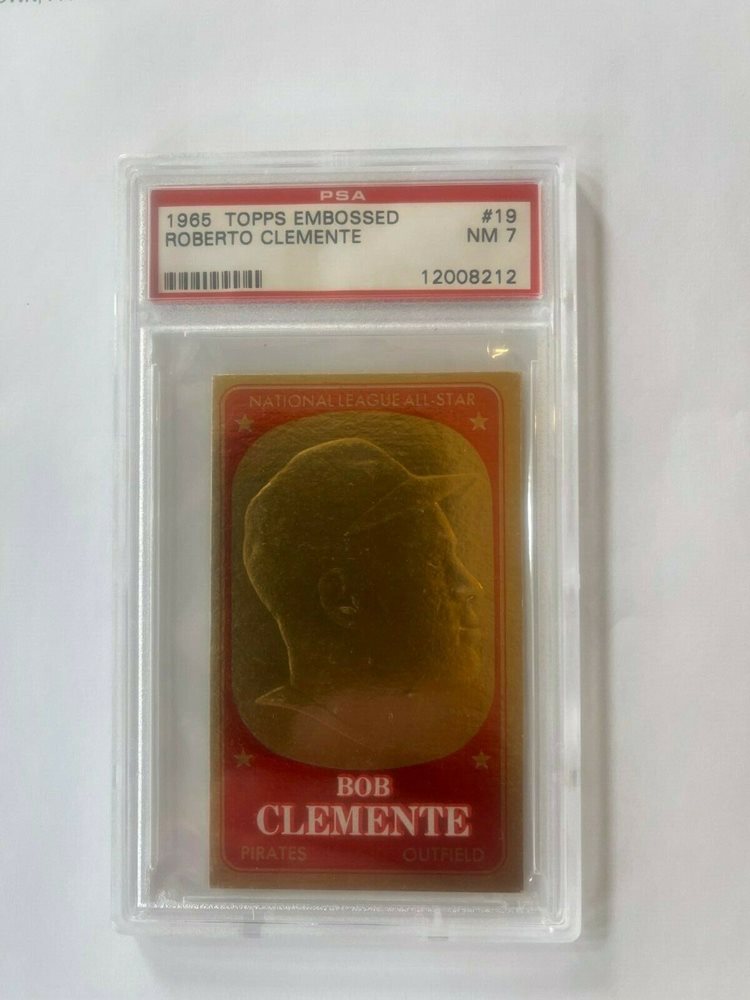 PSA
1965 TOPPS EMBOSSED #19
ROBERTO CLEMENTE NM 7
12008212
NATIONAL LEAGUE ALL-STAR
BOB
CLEMENTE
PIRATES OUTFIELD